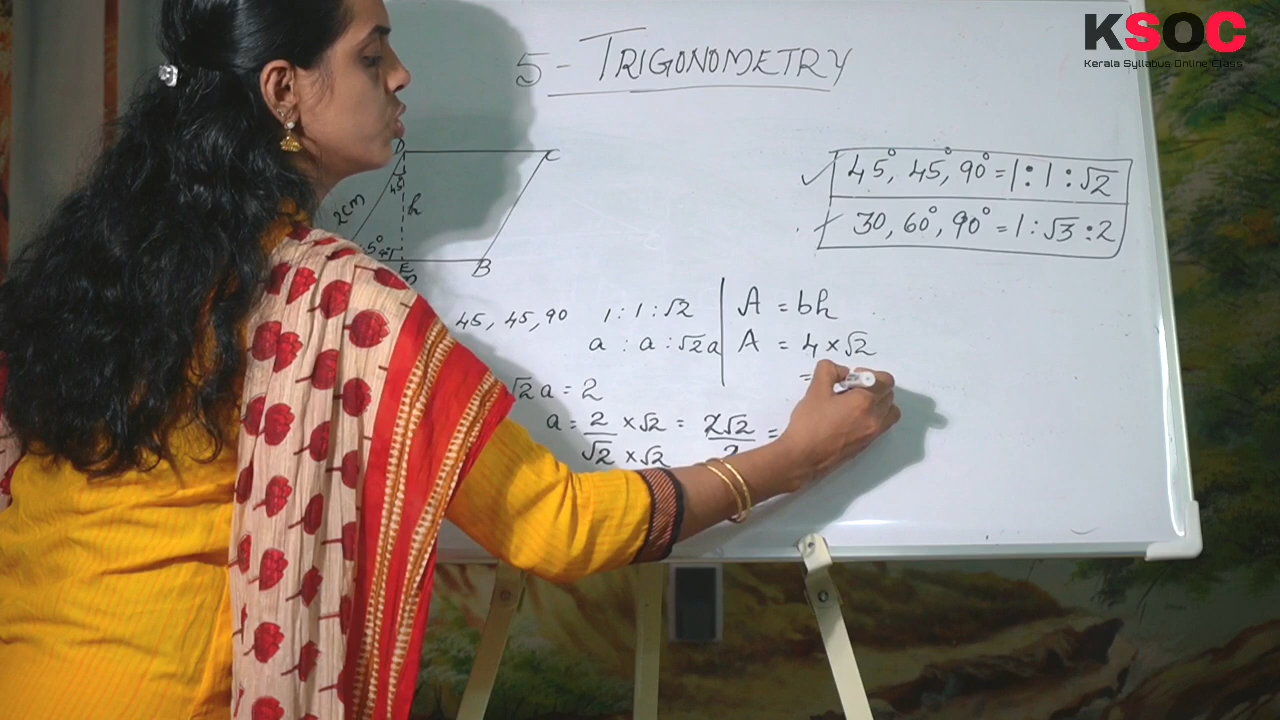 KSOC
Kerala Syllabus Online Class
5 - TRIGONOMETRY
D C
45°
2cm
h
45°, 45°, 90° = 1 : 1 : √2
30, 60°, 90° = 1 : √3 : 2
5°
E B
45, 45, 90 1 : 1 : √2
a : a : √2a
A = bh
A = 4 × √2
=
√2 a = 2
a = 2/√2 × √2/√2 = 2√2/2 =